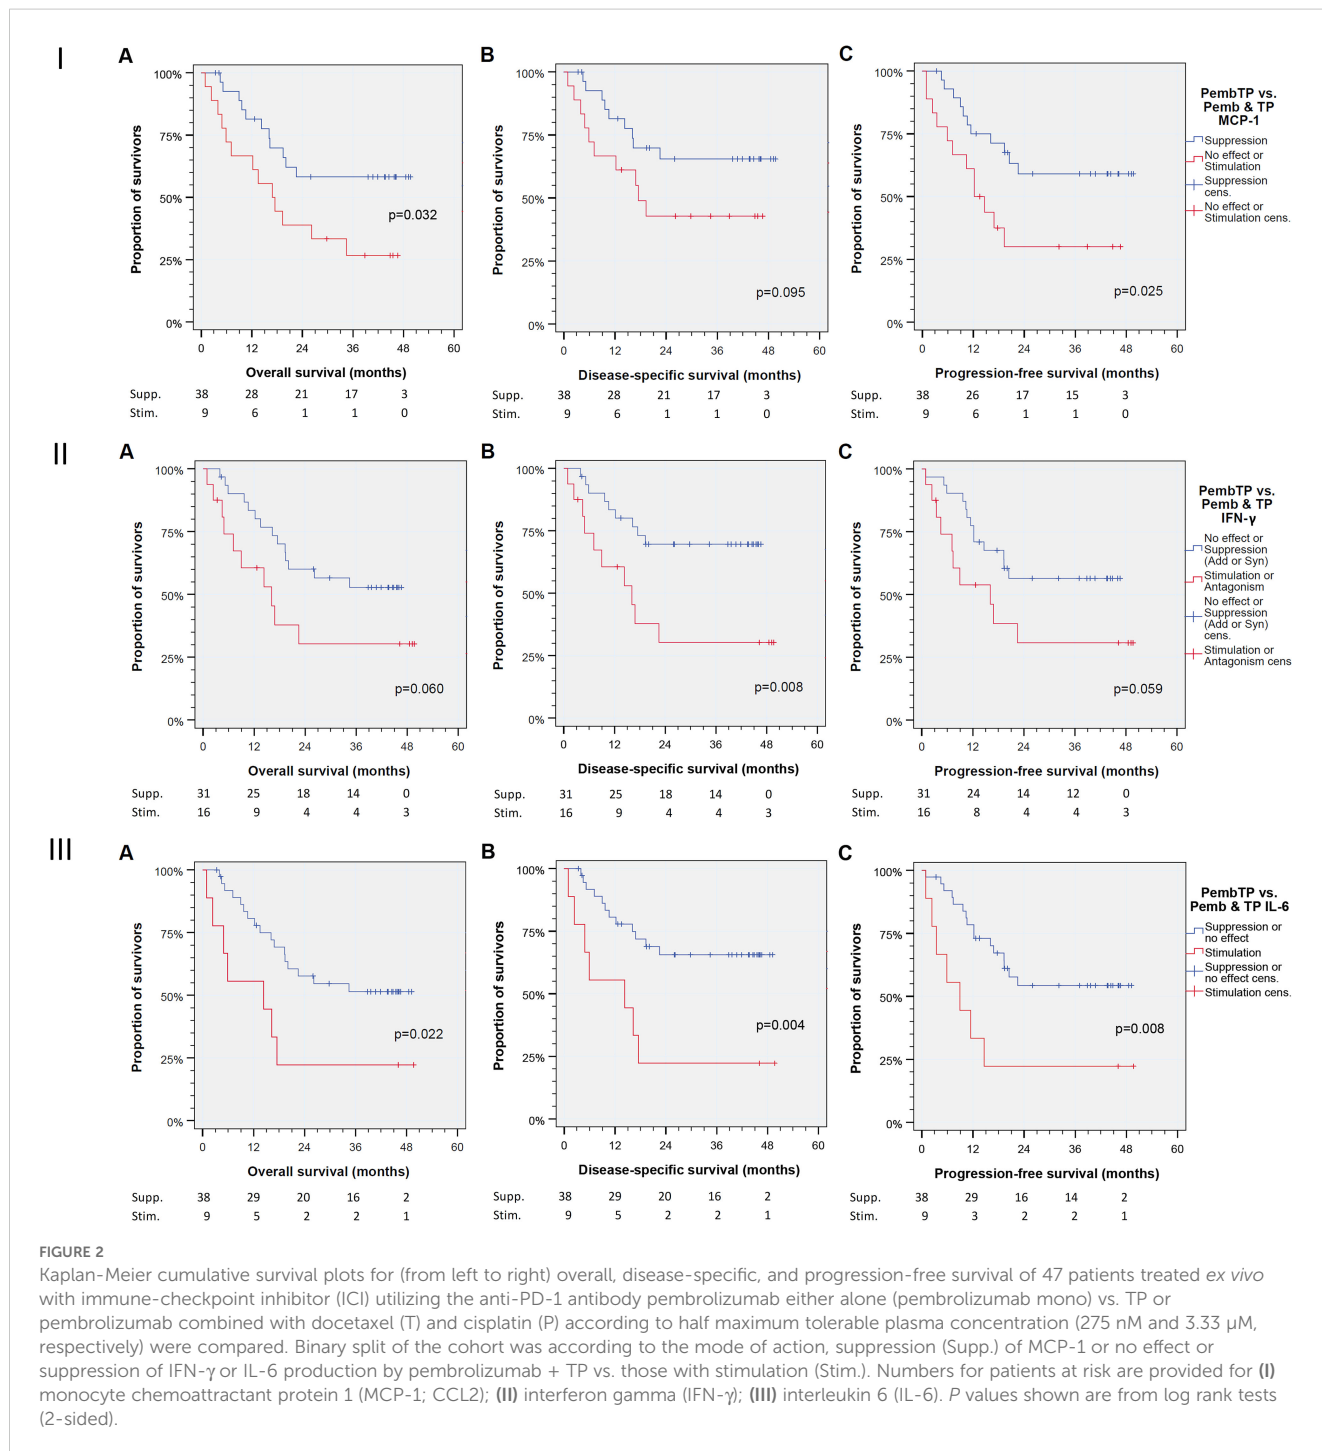 I
A
100%
75%
50%
25%
0%
Proportion of survivors
p=0.032
0 12 24 36 48 60
Overall survival (months)
Supp. 38 28 21 17 3
Stim. 9 6 1 1 0
B
100%
75%
50%
25%
0%
Proportion of survivors
p=0.095
0 12 24 36 48 60
Disease-specific survival (months)
Supp. 38 28 21 17 3
Stim. 9 6 1 1 0
C
100%
75%
50%
25%
0%
Proportion of survivors
p=0.025
0 12 24 36 48 60
Progression-free survival (months)
Supp. 38 26 17 15 3
Stim. 9 6 1 1 0
PembTP vs.
Pemb & TP
MCP-1
Suppression
No effect or
Stimulation
Suppression
cens.
No effect or
Stimulation cens.
II
A
100%
75%
50%
25%
0%
Proportion of survivors
p=0.060
0 12 24 36 48 60
Overall survival (months)
Supp. 31 25 18 14 0
Stim. 16 9 4 4 3
B
100%
75%
50%
25%
0%
Proportion of survivors
p=0.008
0 12 24 36 48 60
Disease-specific survival (months)
Supp. 31 25 18 14 0
Stim. 16 9 4 4 3
C
100%
75%
50%
25%
0%
Proportion of survivors
p=0.059
0 12 24 36 48 60
Progression-free survival (months)
Supp. 31 24 14 12 0
Stim. 16 8 4 4 3
PembTP vs.
Pemb & TP
IFN-γ
No effect or
Suppression
(Add or Syn)
Stimulation or
Antagonism
No effect or
Suppression
(Add or Syn)
cens.
Stimulation or
Antagonism cens
III
A
100%
75%
50%
25%
0%
Proportion of survivors
p=0.022
0 12 24 36 48 60
Overall survival (months)
Supp. 38 29 20 16 2
Stim. 9 5 2 2 1
B
100%
75%
50%
25%
0%
Proportion of survivors
p=0.004
0 12 24 36 48 60
Disease-specific survival (months)
Supp. 38 29 20 16 2
Stim. 9 5 2 2 1
C
100%
75%
50%
25%
0%
Proportion of survivors
p=0.008
0 12 24 36 48 60
Progression-free survival (months)
Supp. 38 29 16 14 2
Stim. 9 3 2 2 1
PembTP vs.
Pemb & TP IL-6
Suppression or
no effect
Stimulation
Suppression or
no effect cens.
Stimulation cens.
FIGURE 2
Kaplan-Meier cumulative survival plots for (from left to right) overall, disease-specific, and progression-free survival of 47 patients treated ex vivo
with immune-checkpoint inhibitor (ICI) utilizing the anti-PD-1 antibody pembrolizumab either alone (pembrolizumab mono) vs. TP or
pembrolizumab combined with docetaxel (T) and cisplatin (P) according to half maximum tolerable plasma concentration (275 nM and 3.33 μM,
respectively) were compared. Binary split of the cohort was according to the mode of action, suppression (Supp.) of MCP-1 or no effect or
suppression of IFN-γ or IL-6 production by pembrolizumab + TP vs. those with stimulation (Stim.). Numbers for patients at risk are provided for (I)
monocyte chemoattractant protein 1 (MCP-1; CCL2); (II) interferon gamma (IFN-γ); (III) interleukin 6 (IL-6). P values shown are from log rank tests
(2-sided).